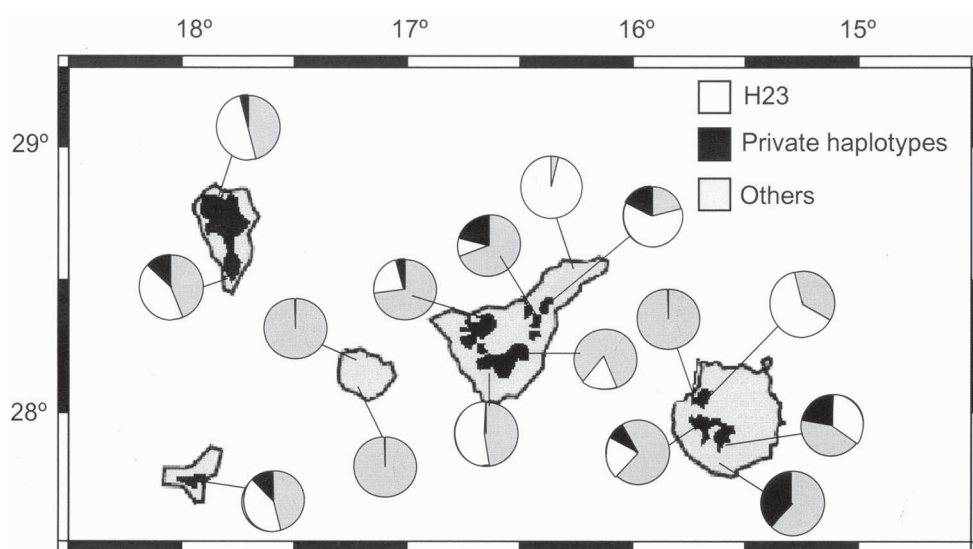 18º 17º 16º 15º
29º
28º
H23
Private haplotypes
Others